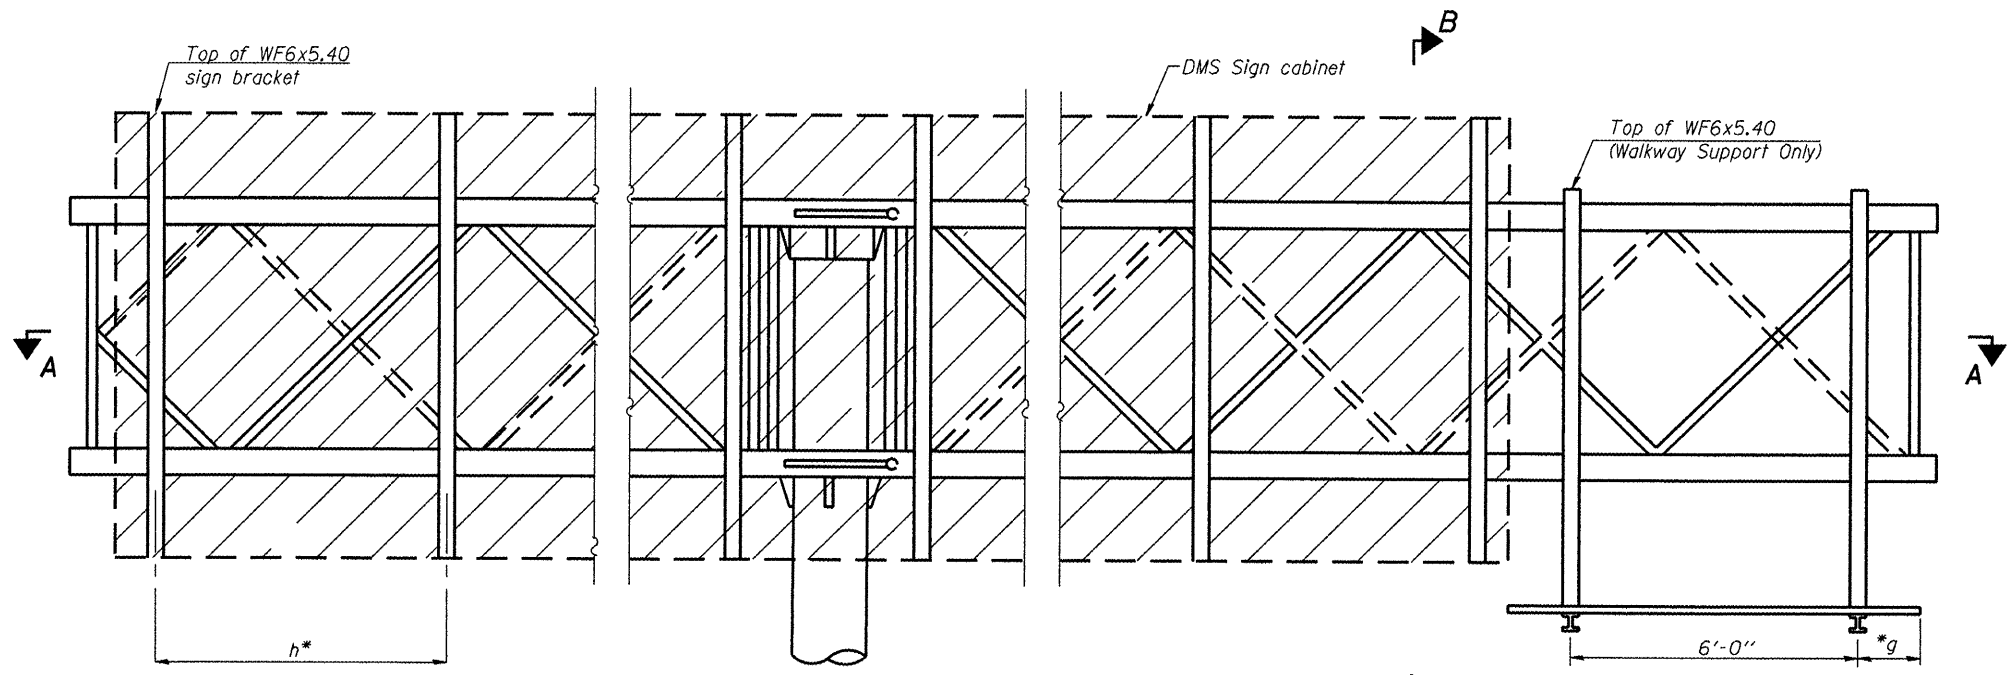 B
Top of WF6x5.40
sign bracket
DMS Sign cabinet
Top of WF6x5.40
(Walkway Support Only)
A
A
h*
6'-0"
*g